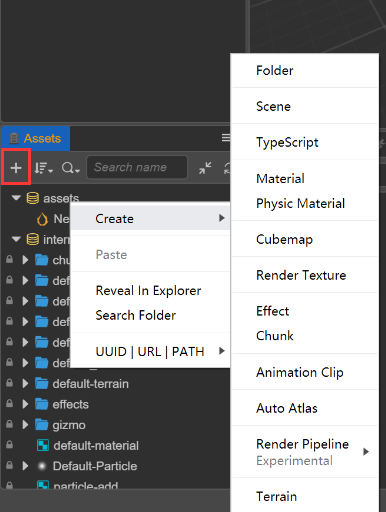 Assets
Search name
assets
Ne
Create
intern
Paste
chu
def
def
Reveal In Explorer
def
Search Folder
def
def
UUID | URL | PATH
default-terrain
effects
gizmo
default-material
Default-Particle
particle-add
Folder
Scene
TypeScript
Material
Physic Material
Cubemap
Render Texture
Effect
Chunk
Animation Clip
Auto Atlas
Render Pipeline
Experimental
Terrain